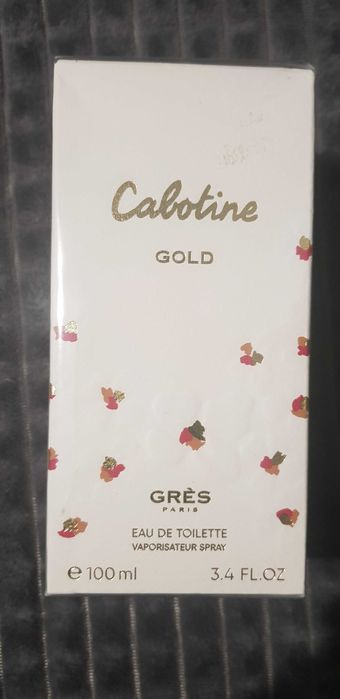 Cabotine
GOLD
GRÈS
PARIS
EAU DE TOILETTE
VAPORISATEUR SPRAY
℮ 100 ml 3.4 FL.OZ